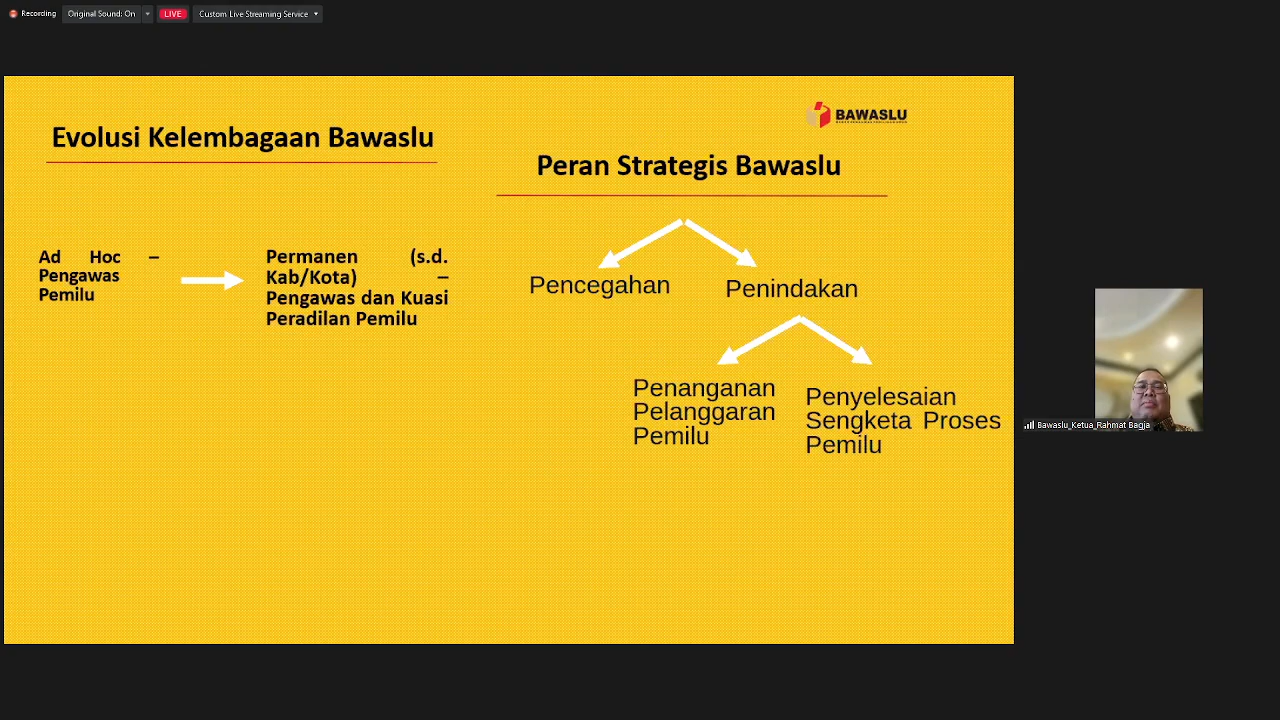 Recording
Original Sound: On
LIVE
Custom Live Streaming Service
BAWASLU
Evolusi Kelembagaan Bawaslu
Ad Hoc –
Pengawas
Pemilu
Permanen (s.d.
Kab/Kota) –
Pengawas dan Kuasi
Peradilan Pemilu
Peran Strategis Bawaslu
Pencegahan
Penindakan
Penanganan
Pelanggaran
Pemilu
Penyelesaian
Sengketa Proses
Pemilu
Bawaslu_Ketua_Rahmat Bagja